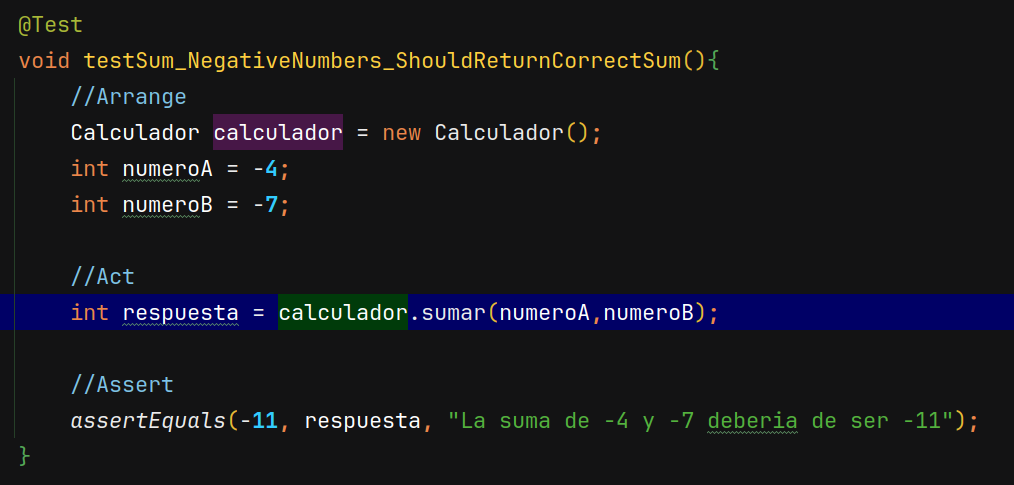 @Test
void testSum_NegativeNumbers_ShouldReturnCorrectSum(){
//Arrange
Calculador calculador = new Calculador();
int numeroA = -4;
int numeroB = -7;
//Act
int respuesta = calculador.sumar(numeroA,numeroB);
//Assert
assertEquals(-11, respuesta, "La suma de -4 y -7 deberia de ser -11");
}